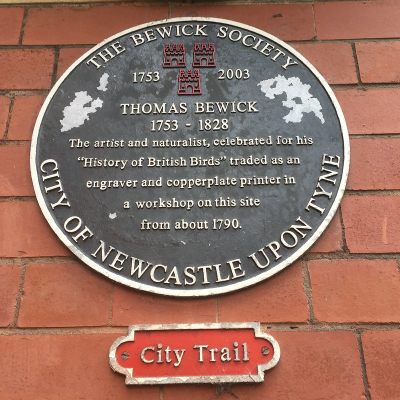 THE BEWICK SOCIETY
1753 2003
THOMAS BEWICK
1753 - 1828
The artist and naturalist, celebrated for his
"History of British Birds" traded as an
engraver and copperplate printer in
a workshop on this site
from about 1790.
CITY OF NEWCASTLE UPON TYNE
City Trail